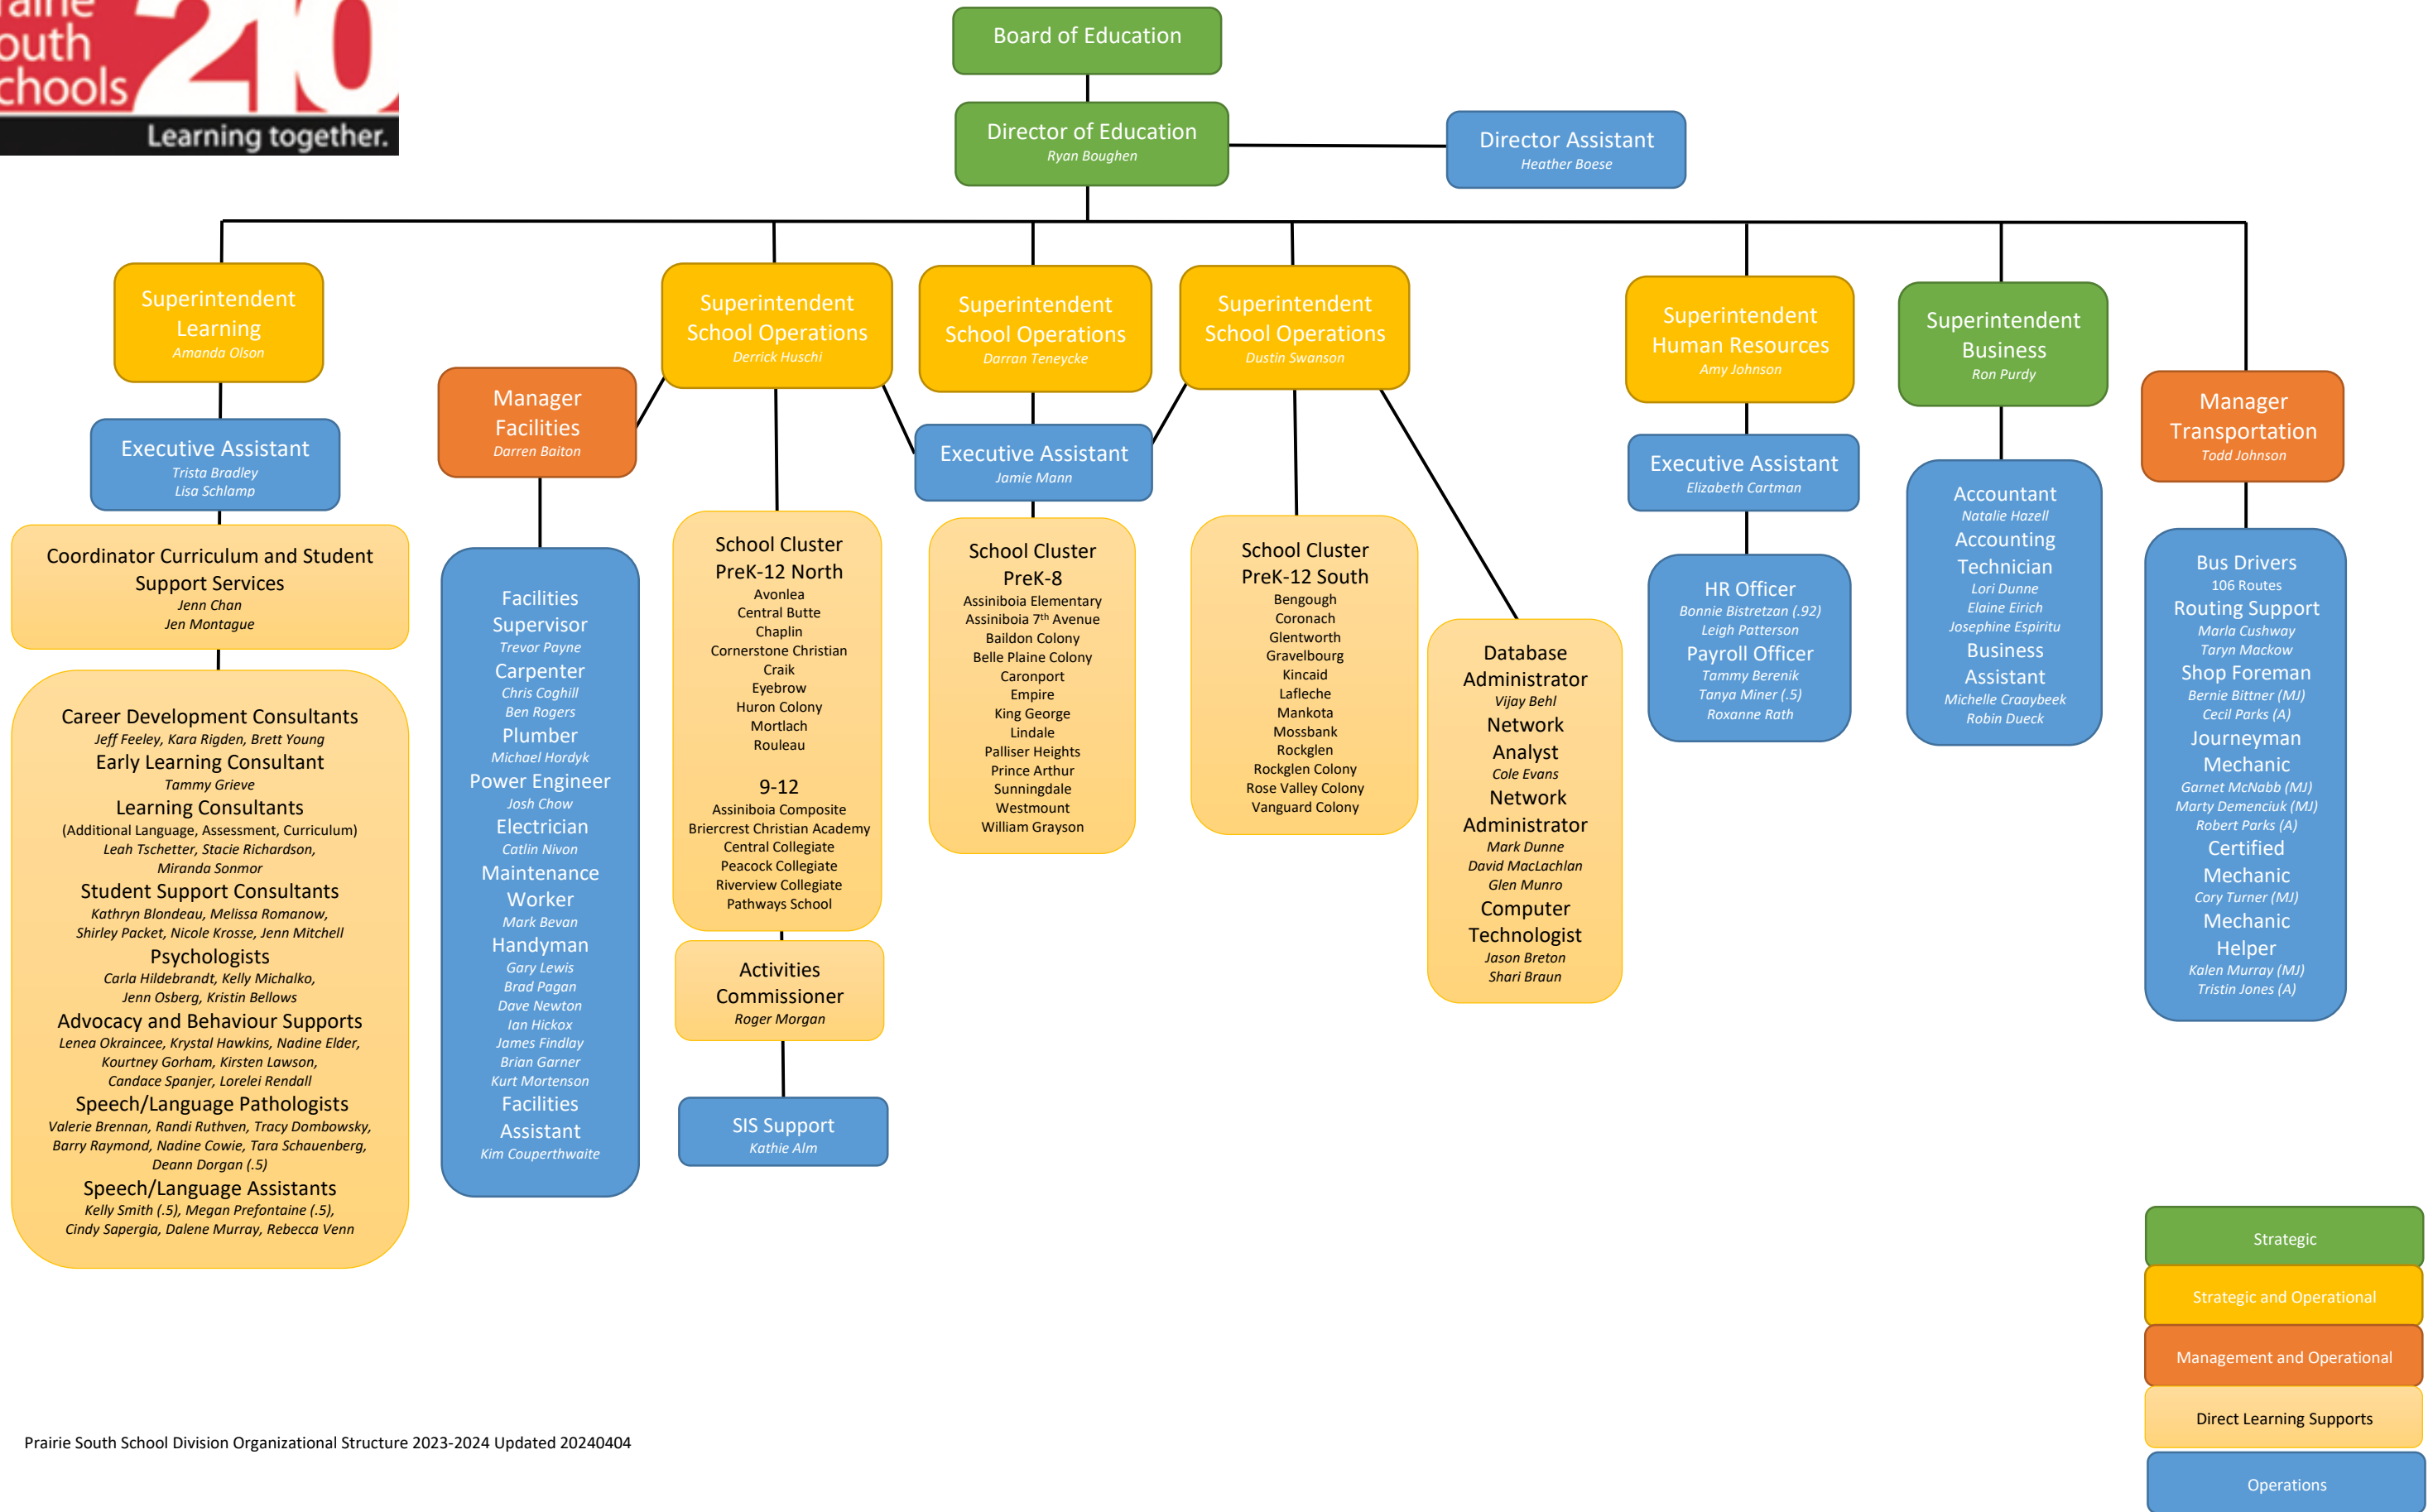 raine
outh
chools
210
Learning together.
Board of Education
Director of Education
Ryan Boughen
Director Assistant
Heather Boese
Superintendent
Learning
Amanda Olson
Executive Assistant
Trista Bradley
Lisa Schlamp
Coordinator Curriculum and Student
Support Services
Jenn Chan
Jen Montague
Career Development Consultants
Jeff Feeley, Kara Rigden, Brett Young
Early Learning Consultant
Tammy Grieve
Learning Consultants
(Additional Language, Assessment, Curriculum)
Leah Tschetter, Stacie Richardson,
Miranda Sonmor
Student Support Consultants
Kathryn Blondeau, Melissa Romanow,
Shirley Packet, Nicole Krosse, Jenn Mitchell
Psychologists
Carla Hildebrandt, Kelly Michalko,
Jenn Osberg, Kristin Bellows
Advocacy and Behaviour Supports
Lenea Okraincee, Krystal Hawkins, Nadine Elder,
Kourtney Gorham, Kirsten Lawson,
Candace Spanjer, Lorelei Rendall
Speech/Language Pathologists
Valerie Brennan, Randi Ruthven, Tracy Dombowsky,
Barry Raymond, Nadine Cowie, Tara Schauenberg,
Deann Dorgan (.5)
Speech/Language Assistants
Kelly Smith (.5), Megan Prefontaine (.5),
Cindy Sapergia, Dalene Murray, Rebecca Venn
Manager
Facilities
Darren Baiton
Facilities
Supervisor
Trevor Payne
Carpenter
Chris Coghill
Ben Rogers
Plumber
Michael Hordyk
Power Engineer
Josh Chow
Electrician
Catlin Nivon
Maintenance
Worker
Mark Bevan
Handyman
Gary Lewis
Brad Pagan
Dave Newton
Ian Hickox
James Findlay
Brian Garner
Kurt Mortenson
Facilities
Assistant
Kim Couperthwaite
Superintendent
School Operations
Derrick Huschi
School Cluster
PreK-12 North
Avonlea
Central Butte
Chaplin
Cornerstone Christian
Craik
Eyebrow
Huron Colony
Mortlach
Rouleau
9-12
Assiniboia Composite
Briercrest Christian Academy
Central Collegiate
Peacock Collegiate
Riverview Collegiate
Pathways School
Activities
Commissioner
Roger Morgan
SIS Support
Kathie Alm
Superintendent
School Operations
Darran Teneycke
Executive Assistant
Jamie Mann
School Cluster
PreK-8
Assiniboia Elementary
Assiniboia 7th Avenue
Baildon Colony
Belle Plaine Colony
Caronport
Empire
King George
Lindale
Palliser Heights
Prince Arthur
Sunningdale
Westmount
William Grayson
Superintendent
School Operations
Dustin Swanson
School Cluster
PreK-12 South
Bengough
Coronach
Glentworth
Gravelbourg
Kincaid
Lafleche
Mankota
Mossbank
Rockglen
Rockglen Colony
Rose Valley Colony
Vanguard Colony
Database
Administrator
Vijay Behl
Network
Analyst
Cole Evans
Network
Administrator
Mark Dunne
David MacLachlan
Glen Munro
Computer
Technologist
Jason Breton
Shari Braun
Superintendent
Human Resources
Amy Johnson
Executive Assistant
Elizabeth Cartman
HR Officer
Bonnie Bistretzan (.92)
Leigh Patterson
Payroll Officer
Tammy Berenik
Tanya Miner (.5)
Roxanne Rath
Superintendent
Business
Ron Purdy
Accountant
Natalie Hazell
Accounting
Technician
Lori Dunne
Elaine Eirich
Josephine Espiritu
Business
Assistant
Michelle Craaybeek
Robin Dueck
Manager
Transportation
Todd Johnson
Bus Drivers
106 Routes
Routing Support
Marla Cushway
Taryn Mackow
Shop Foreman
Bernie Bittner (MJ)
Cecil Parks (A)
Journeyman
Mechanic
Garnet McNabb (MJ)
Marty Demenciuk (MJ)
Robert Parks (A)
Certified
Mechanic
Cory Turner (MJ)
Mechanic
Helper
Kalen Murray (MJ)
Tristin Jones (A)
Strategic
Strategic and Operational
Management and Operational
Direct Learning Supports
Operations
Prairie South School Division Organizational Structure 2023-2024 Updated 20240404